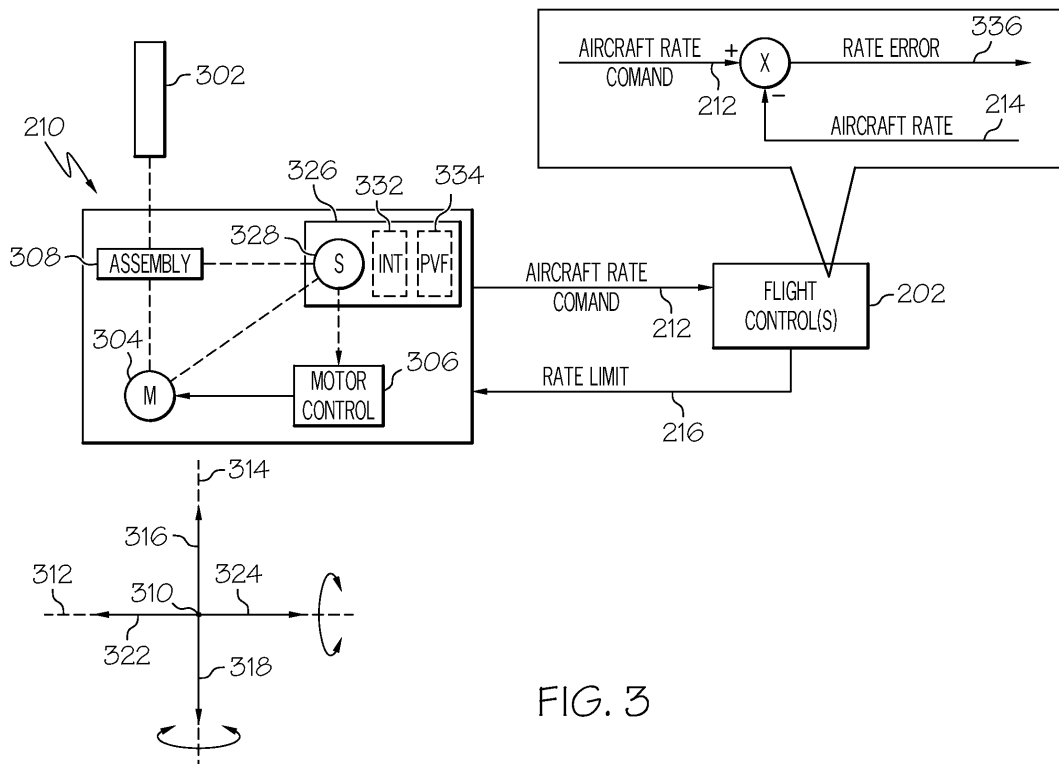 AIRCRAFT RATE
COMAND
212
+
X
−
RATE ERROR
336
AIRCRAFT RATE
214
302
210
326
332
334
328
308
ASSEMBLY
S
INT
PVF
304
M
MOTOR
CONTROL
306
AIRCRAFT RATE
COMAND
212
FLIGHT
CONTROL(S)
202
RATE LIMIT
216
314
316
312
310
324
322
318
FIG. 3